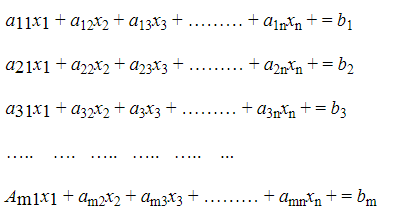 a11x1 + a12x2 + a13x3 + ……… + a1nxn + = b1
a21x1 + a22x2 + a23x3 + ……… + a2nxn + = b2
a31x1 + a32x2 + a3x3 + ……… + a3nxn + = b3
….. …. ….. ….. ….. …
Am1x1 + am2x2 + am3x3 + ……… + amnxn + = bm